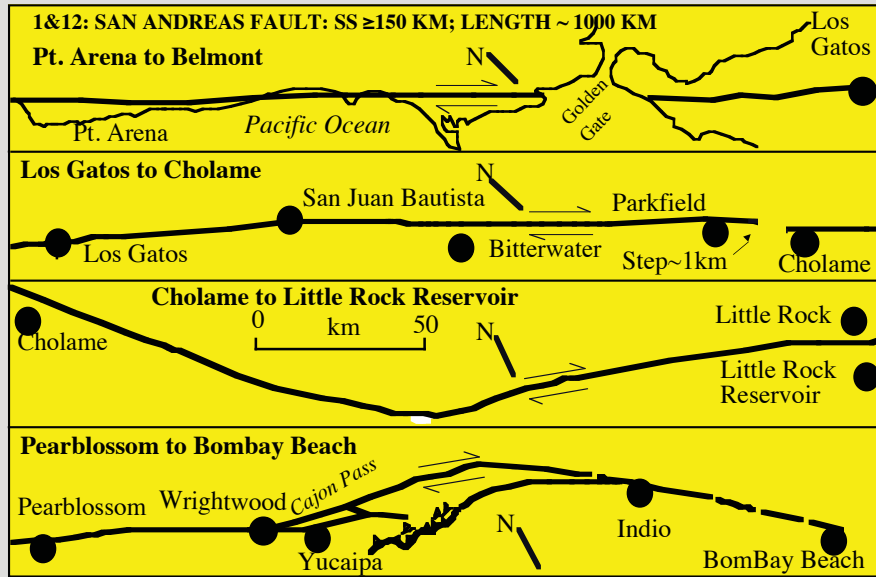 1&12: SAN ANDREAS FAULT: SS ≥150 KM; LENGTH ~ 1000 KM
Pt. Arena to Belmont
N
Los
Gatos
Pt. Arena
Pacific Ocean
Golden
Gate
Los Gatos to Cholame
N
San Juan Bautista
Parkfield
Los Gatos
Bitterwater
Step~1km
Cholame
Cholame to Little Rock Reservoir
0
km
50
N
Cholame
Little Rock
Little Rock
Reservoir
Pearblossom to Bombay Beach
Pearblossom
Wrightwood
Cajon Pass
Yucaipa
N
Indio
BomBay Beach